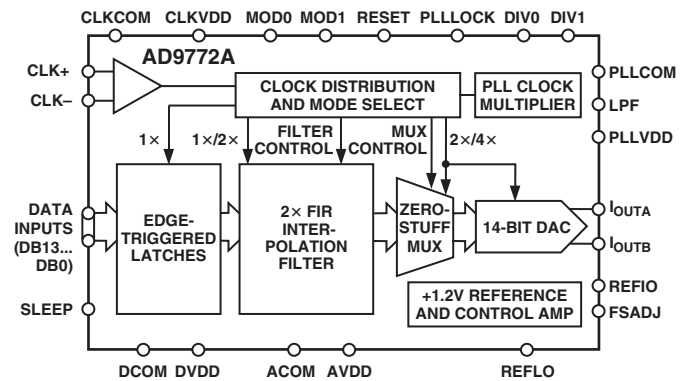 CLKCOM CLKVDD MOD0 MOD1 RESET PLLLOCK DIV0 DIV1
AD9772A
CLK+
CLK–
CLOCK DISTRIBUTION
AND MODE SELECT
PLL CLOCK
MULTIPLIER
PLLCOM
LPF
PLLVDD
1×
1×/2×
FILTER
CONTROL
MUX
CONTROL
2×/4×
DATA
INPUTS
(DB13...
DB0)
EDGE-
TRIGGERED
LATCHES
2× FIR
INTER-
POLATION
FILTER
ZERO-
STUFF
MUX
14-BIT DAC
IOUTA
IOUTB
SLEEP
+1.2V REFERENCE
AND CONTROL AMP
REFIO
FSADJ
DCOM DVDD ACOM AVDD REFLO